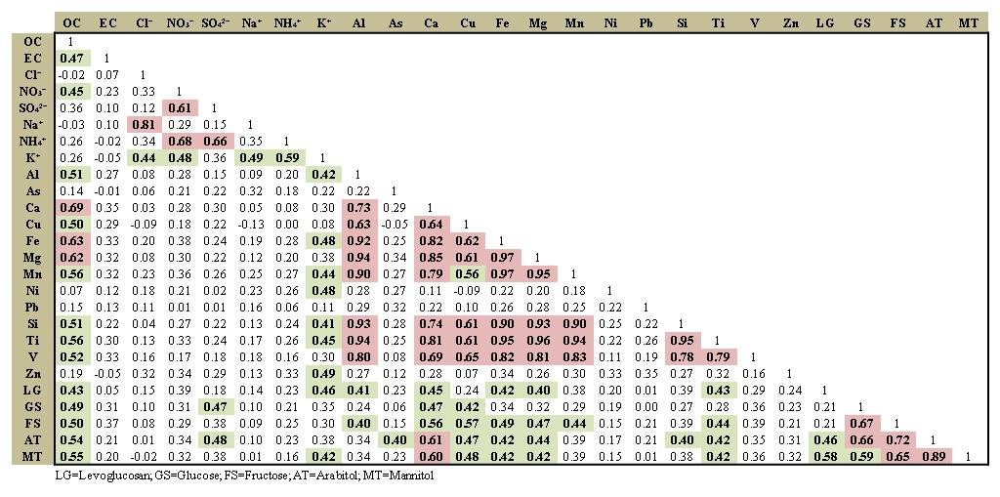 OC EC Cl⁻ NO₃⁻ SO₄²⁻ Na⁺ NH₄⁺ K⁺ Al As Ca Cu Fe Mg Mn Ni Pb Si Ti V Zn LG GS FS AT MT
OC 1
EC 0.47 1
Cl⁻ -0.02 0.07 1
NO₃⁻ 0.45 0.23 0.33 1
SO₄²⁻ 0.36 0.10 0.12 0.61 1
Na⁺ -0.03 0.10 0.81 0.29 0.15 1
NH₄⁺ 0.26 -0.02 0.34 0.68 0.66 0.35 1
K⁺ 0.26 -0.05 0.44 0.48 0.36 0.49 0.59 1
Al 0.51 0.27 0.08 0.28 0.15 0.09 0.20 0.42 1
As 0.14 -0.01 0.06 0.21 0.22 0.32 0.18 0.22 0.22 1
Ca 0.69 0.35 0.03 0.28 0.30 0.05 0.08 0.30 0.73 0.29 1
Cu 0.50 0.29 -0.09 0.18 0.22 -0.13 0.00 0.08 0.63 -0.05 0.64 1
Fe 0.63 0.33 0.20 0.38 0.24 0.19 0.28 0.48 0.92 0.25 0.82 0.62 1
Mg 0.62 0.32 0.08 0.30 0.22 0.12 0.20 0.38 0.94 0.34 0.85 0.61 0.97 1
Mn 0.56 0.32 0.23 0.36 0.26 0.25 0.27 0.44 0.90 0.27 0.79 0.56 0.97 0.95 1
Ni 0.07 0.12 0.18 0.21 0.02 0.23 0.26 0.48 0.28 0.27 0.11 -0.09 0.22 0.20 0.18 1
Pb 0.15 0.13 0.11 0.01 0.01 0.16 0.06 0.11 0.29 0.32 0.22 0.10 0.26 0.28 0.25 0.22 1
Si 0.51 0.22 0.04 0.27 0.22 0.13 0.24 0.41 0.93 0.28 0.74 0.61 0.90 0.93 0.90 0.25 0.22 1
Ti 0.56 0.30 0.13 0.33 0.24 0.17 0.26 0.45 0.94 0.25 0.81 0.61 0.95 0.96 0.94 0.22 0.26 0.95 1
V 0.52 0.33 0.16 0.17 0.18 0.18 0.16 0.30 0.80 0.08 0.69 0.65 0.82 0.81 0.83 0.11 0.19 0.78 0.79 1
Zn 0.19 -0.05 0.32 0.34 0.29 0.13 0.33 0.49 0.27 0.12 0.28 0.07 0.34 0.26 0.30 0.33 0.35 0.27 0.32 0.16 1
LG 0.43 0.05 0.15 0.39 0.18 0.14 0.23 0.46 0.41 0.23 0.45 0.24 0.42 0.40 0.38 0.20 0.01 0.39 0.43 0.29 0.24 1
GS 0.49 0.31 0.10 0.31 0.47 0.10 0.21 0.35 0.24 0.06 0.47 0.42 0.34 0.32 0.29 0.19 0.00 0.27 0.28 0.36 0.23 0.21 1
FS 0.50 0.37 0.08 0.29 0.38 0.09 0.25 0.30 0.40 0.15 0.56 0.57 0.49 0.47 0.44 0.15 0.21 0.39 0.44 0.39 0.21 0.21 0.67 1
AT 0.54 0.21 0.01 0.34 0.48 0.10 0.23 0.38 0.34 0.40 0.61 0.47 0.42 0.44 0.39 0.17 0.03 0.40 0.42 0.35 0.31 0.46 0.66 0.72 1
MT 0.55 0.20 -0.02 0.32 0.38 0.01 0.16 0.42 0.34 0.23 0.60 0.48 0.42 0.42 0.39 0.15 0.01 0.38 0.42 0.36 0.32 0.58 0.59 0.65 0.89 1
LG=Levoglucosan; GS=Glucose; FS=Fructose; AT=Arabitol; MT=Mannitol